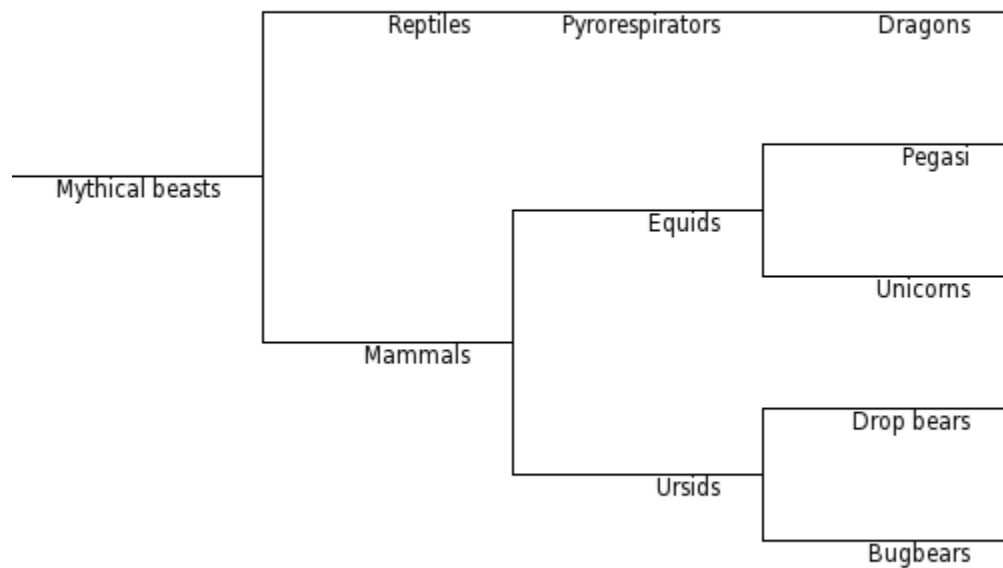 Reptiles
Pyrorespirators
Dragons
Pegasi
Mythical beasts
Equids
Unicorns
Mammals
Drop bears
Ursids
Bugbears